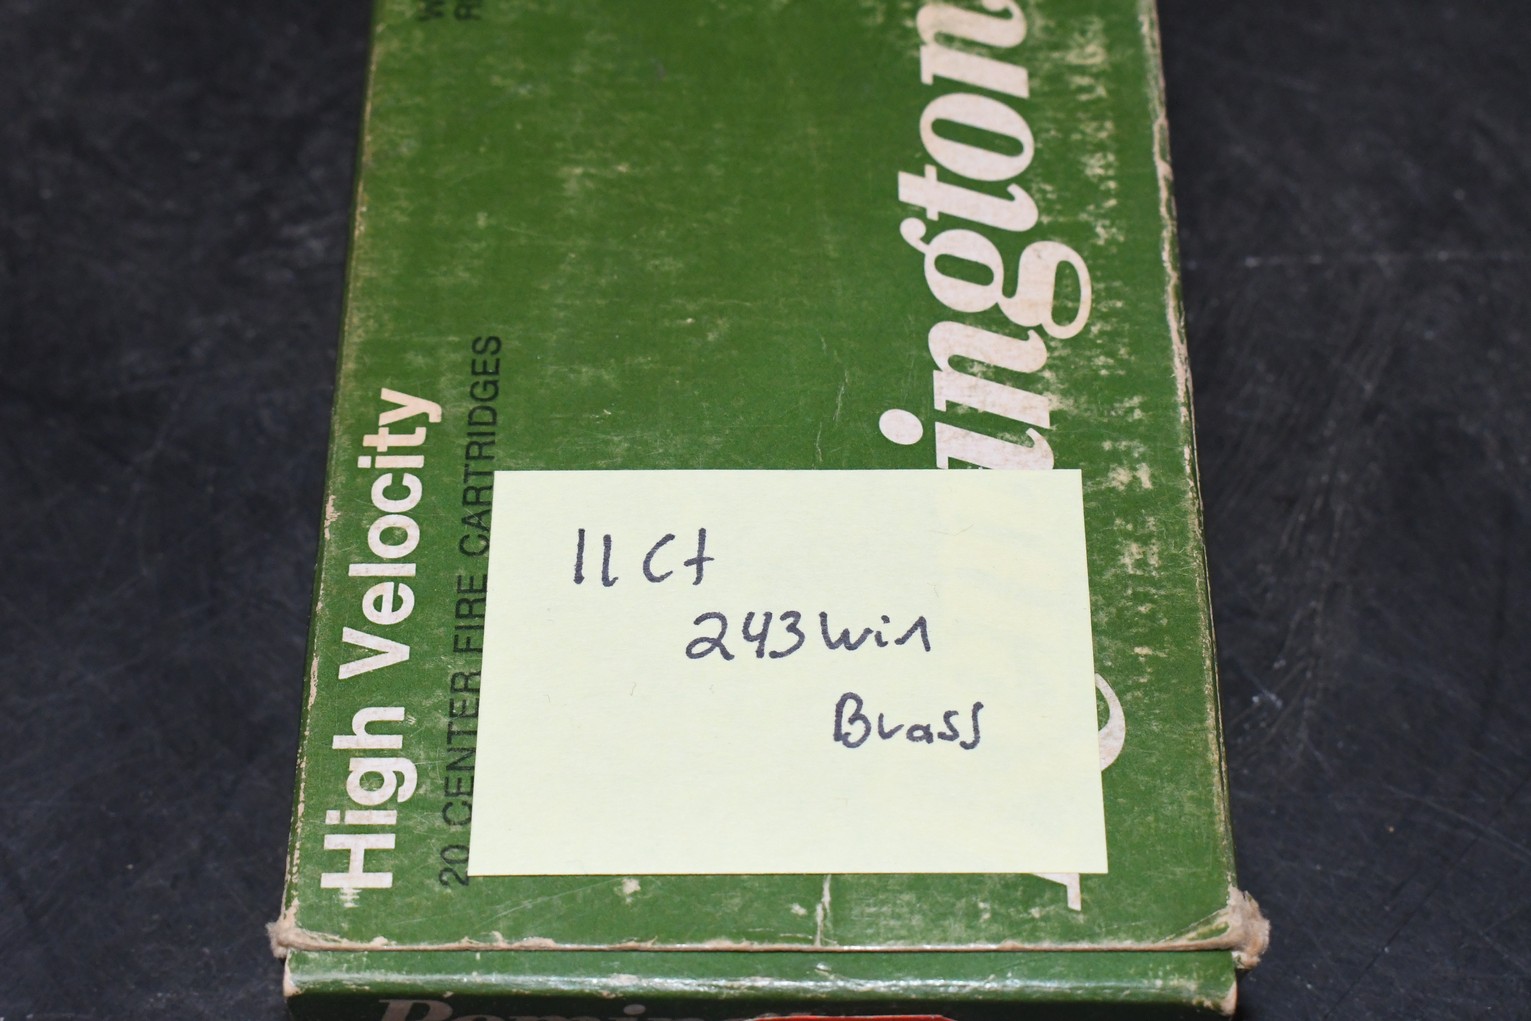 High Velocity
20 CENTER FIRE CARTRIDGES
ington
11 Ct
243 Win
Brass